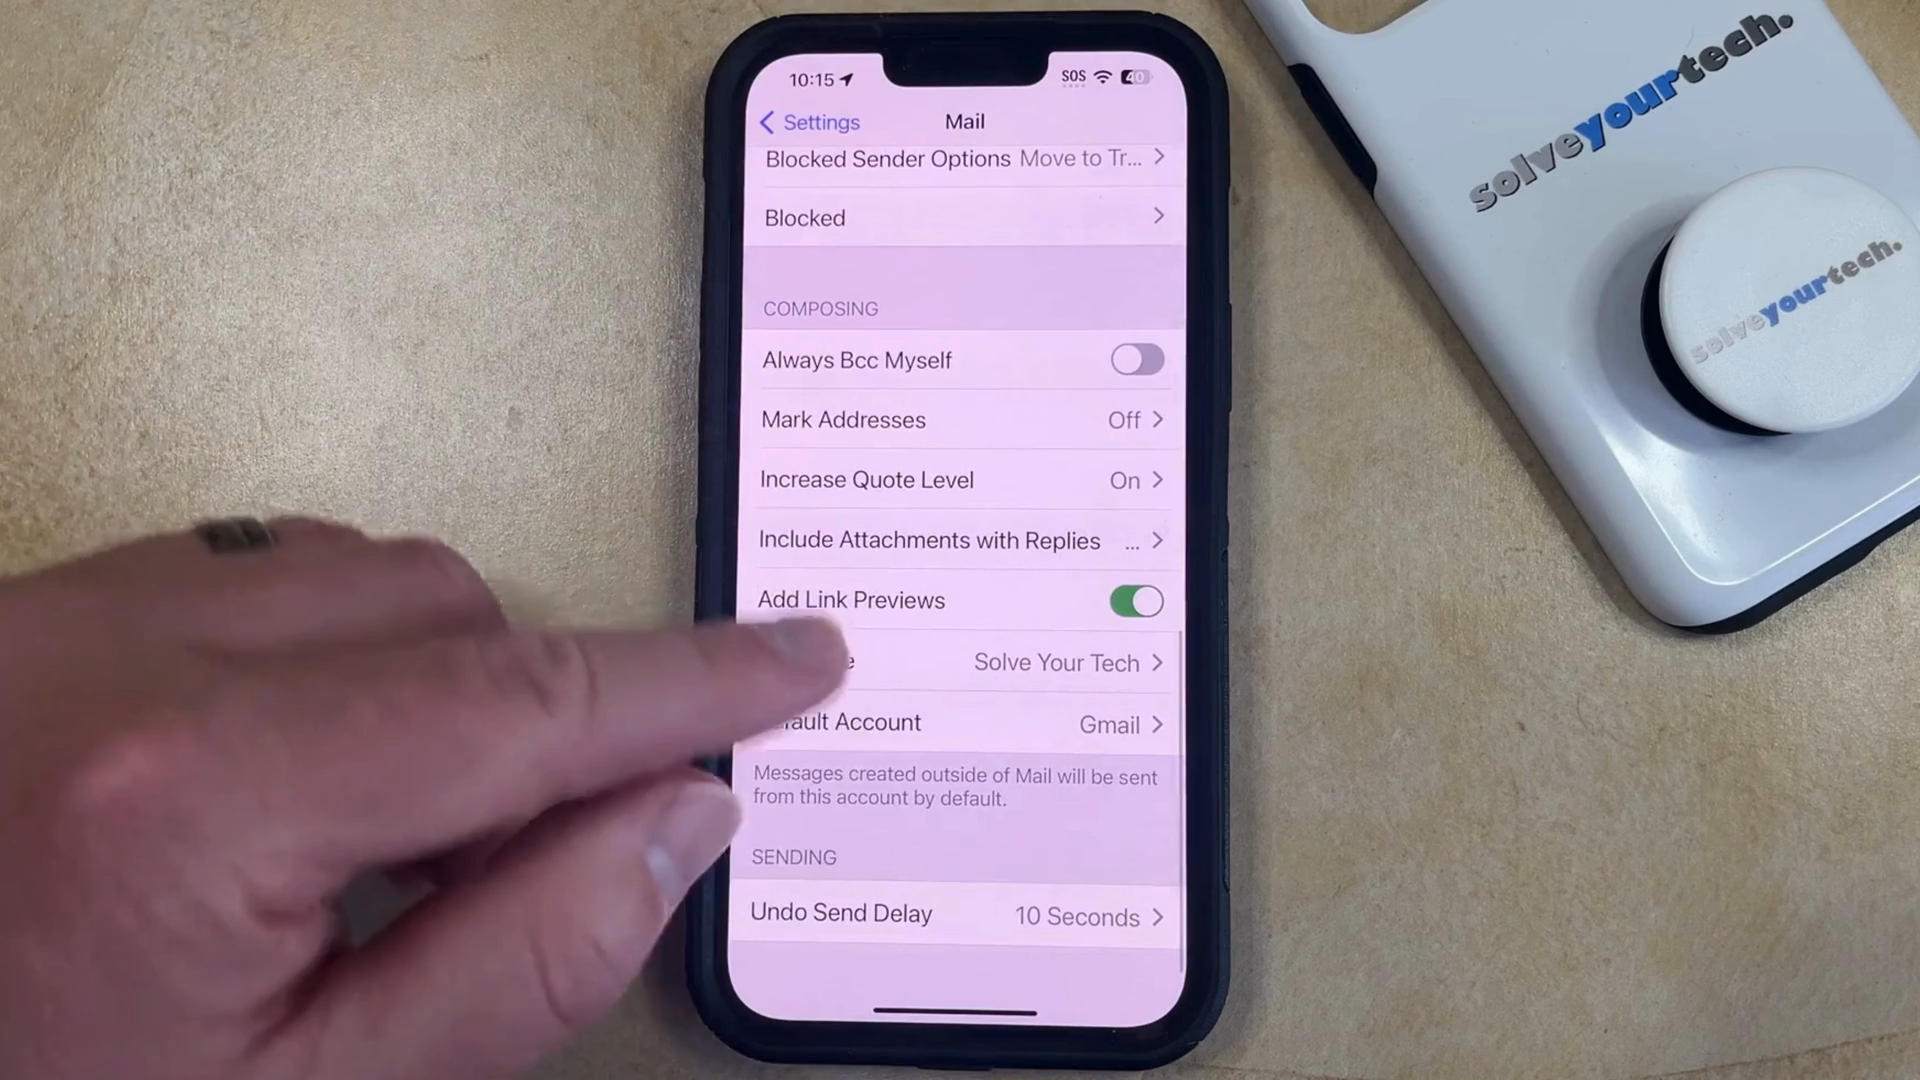 10:15
SOS
40
Settings
Mail
Blocked Sender Options Move to Tr...
Blocked
COMPOSING
Always Bcc Myself
Mark Addresses Off
Increase Quote Level On
Include Attachments with Replies ...
Add Link Previews
Solve Your Tech
Account Gmail
Messages created outside of Mail will be sent
from this account by default.
SENDING
Undo Send Delay 10 Seconds
solveyourtech.
solveyourtech.